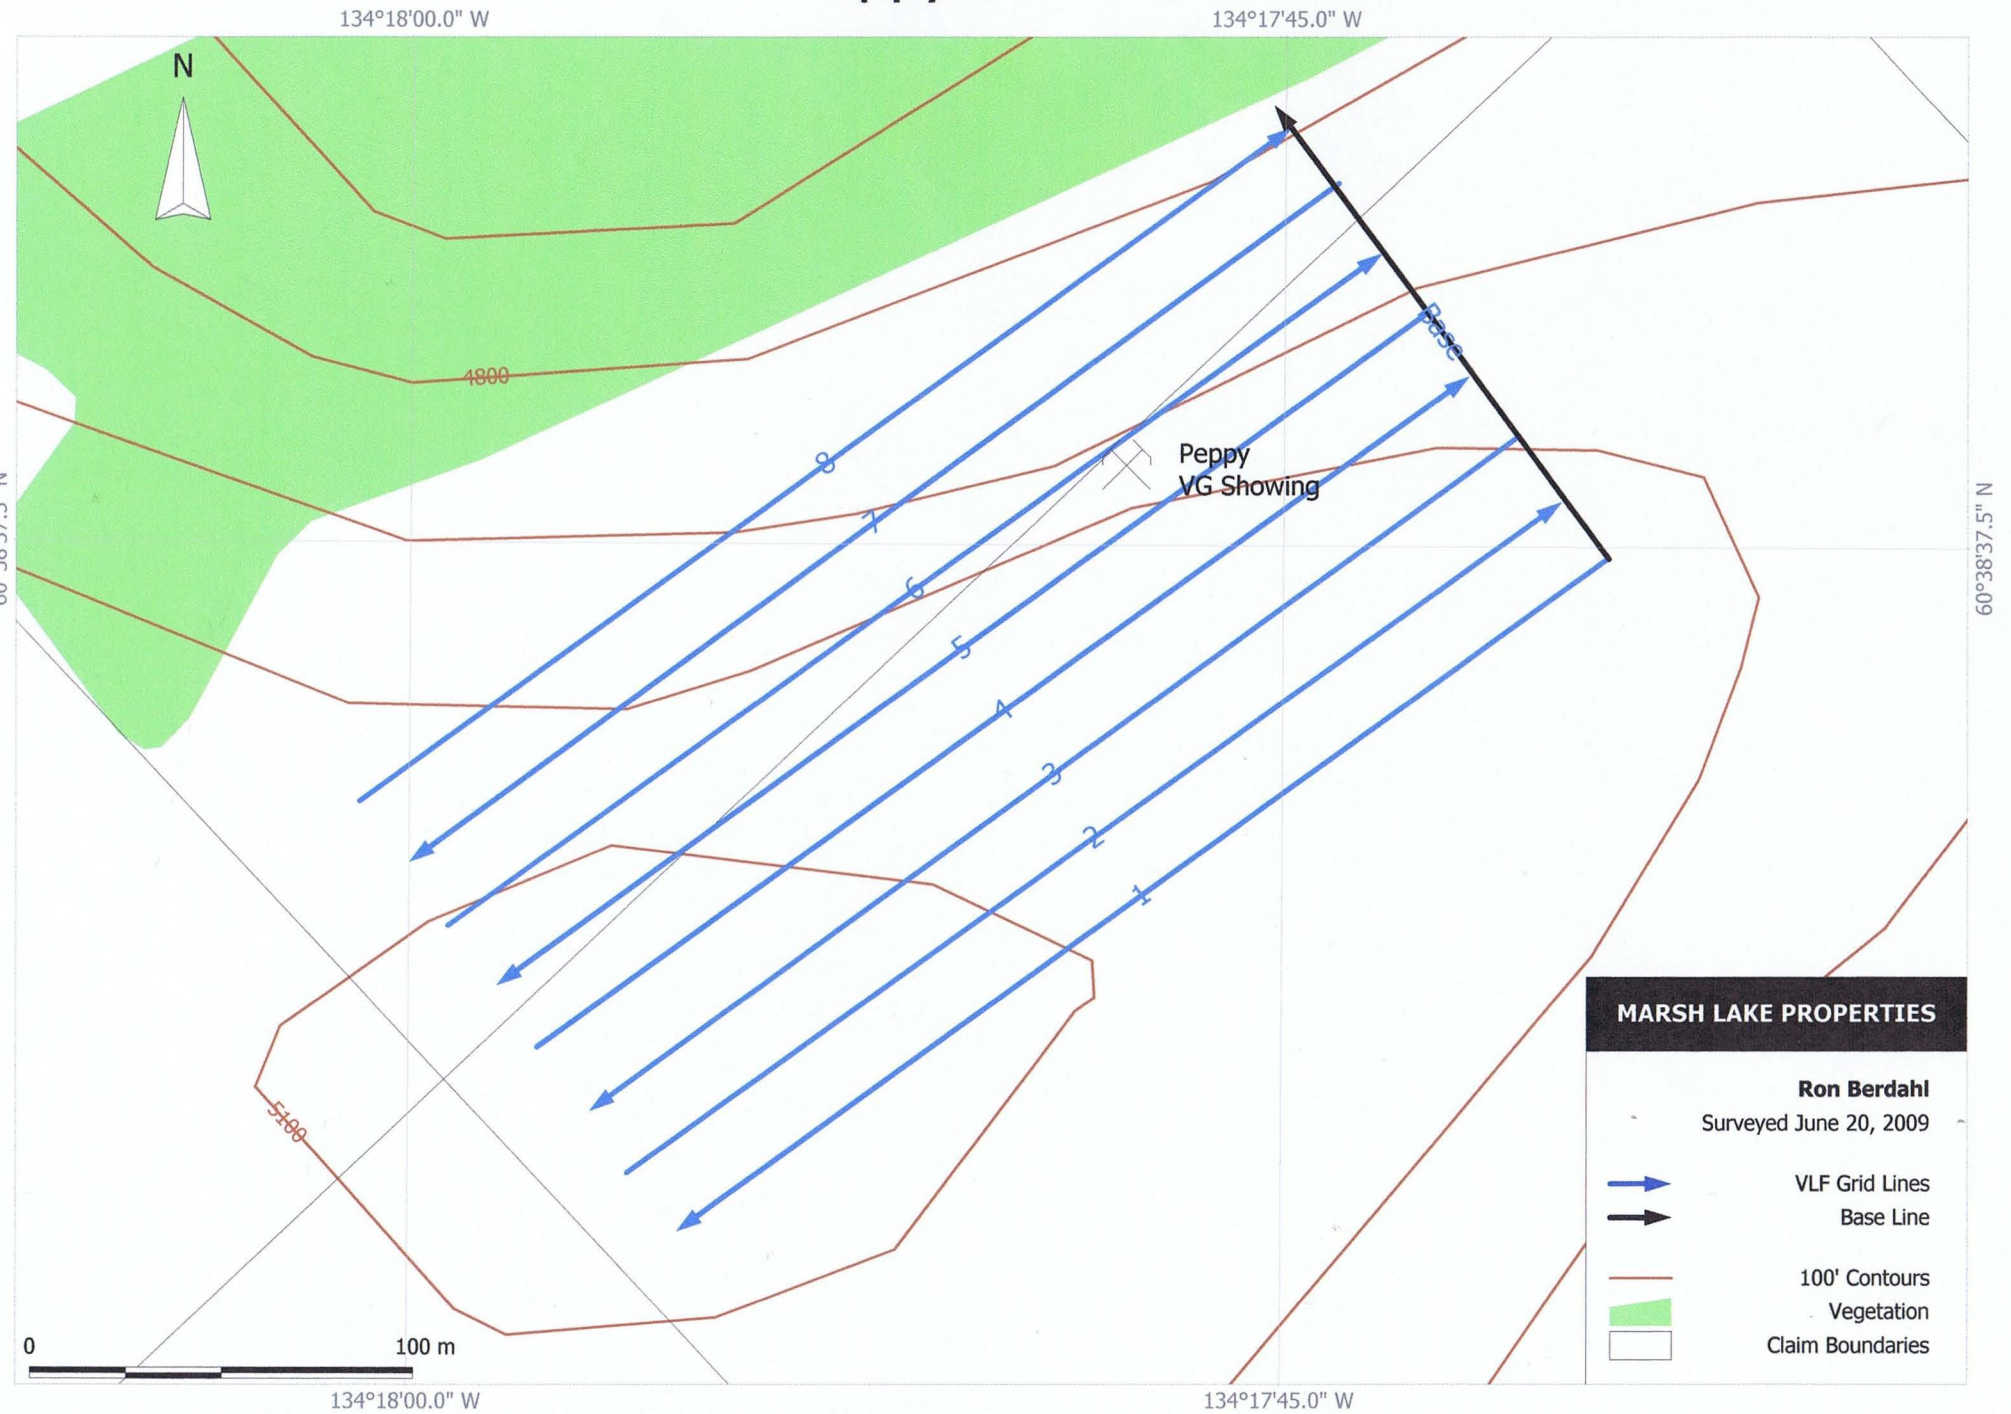 134°18'00.0" W
134°17'45.0" W
N
8
7
6
5
4
3
2
1
Base
4800
Peppy
VG Showing
60°38'37.5" N
5100
MARSH LAKE PROPERTIES
Ron Berdahl
Surveyed June 20, 2009
VLF Grid Lines
Base Line
100' Contours
Vegetation
Claim Boundaries
0
100 m
134°18'00.0" W
134°17'45.0" W